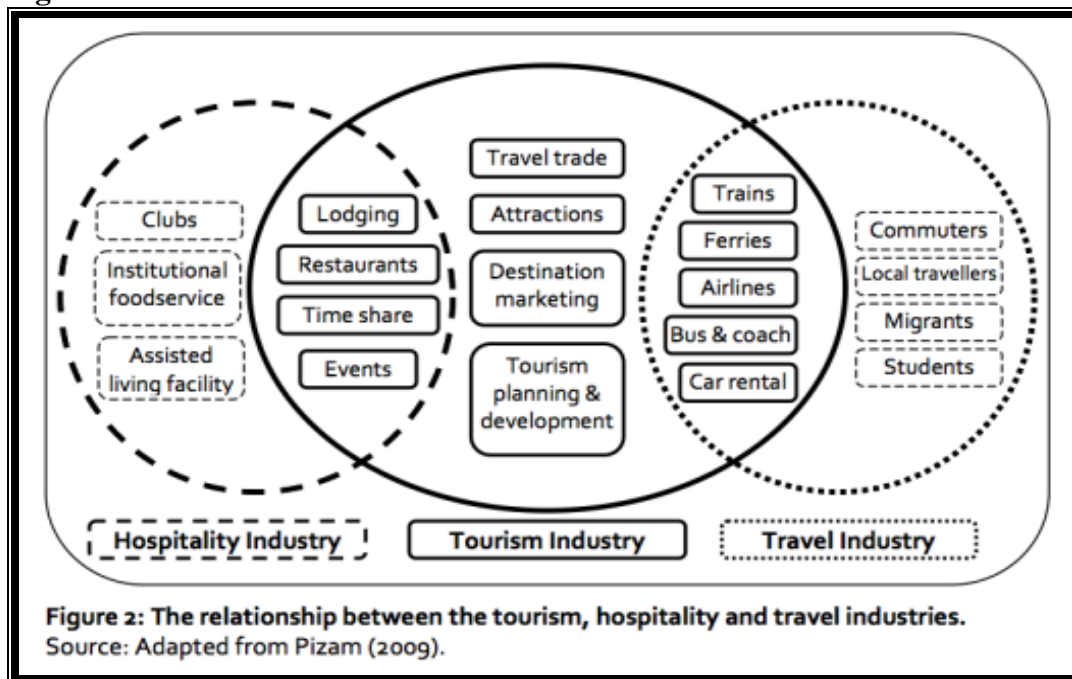 Clubs
Institutional
foodservice
Assisted
living facility
Lodging
Restaurants
Time share
Events
Travel trade
Attractions
Destination
marketing
Tourism
planning &
development
Trains
Ferries
Airlines
Bus & coach
Car rental
Commuters
Local travellers
Migrants
Students
Hospitality Industry
Tourism Industry
Travel Industry
Figure 2: The relationship between the tourism, hospitality and travel industries.
Source: Adapted from Pizam (2009).